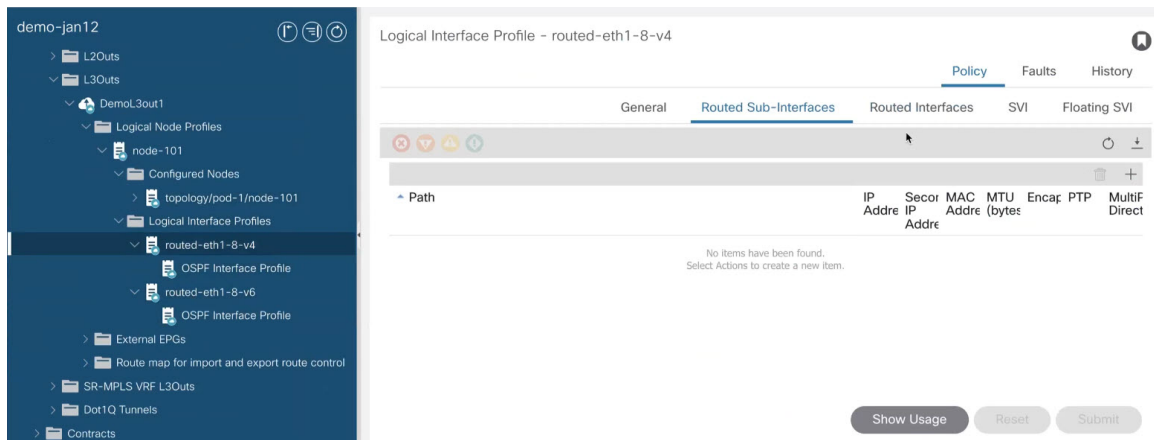 demo-jan12
L2Outs
L3Outs
DemoL3out1
Logical Node Profiles
node-101
Configured Nodes
topology/pod-1/node-101
Logical Interface Profiles
routed-eth1-8-v4
OSPF Interface Profile
routed-eth1-8-v6
OSPF Interface Profile
External EPGs
Route map for import and export route control
SR-MPLS VRF L3Outs
Dot1Q Tunnels
Contracts
Logical Interface Profile - routed-eth1-8-v4
Policy Faults History
General Routed Sub-Interfaces Routed Interfaces SVI Floating SVI
Path IP Secor MAC MTU Encap PTP MultiP
Addre IP Addre (bytes Direct
Addre
No items have been found.
Select Actions to create a new item.
Show Usage Reset Submit